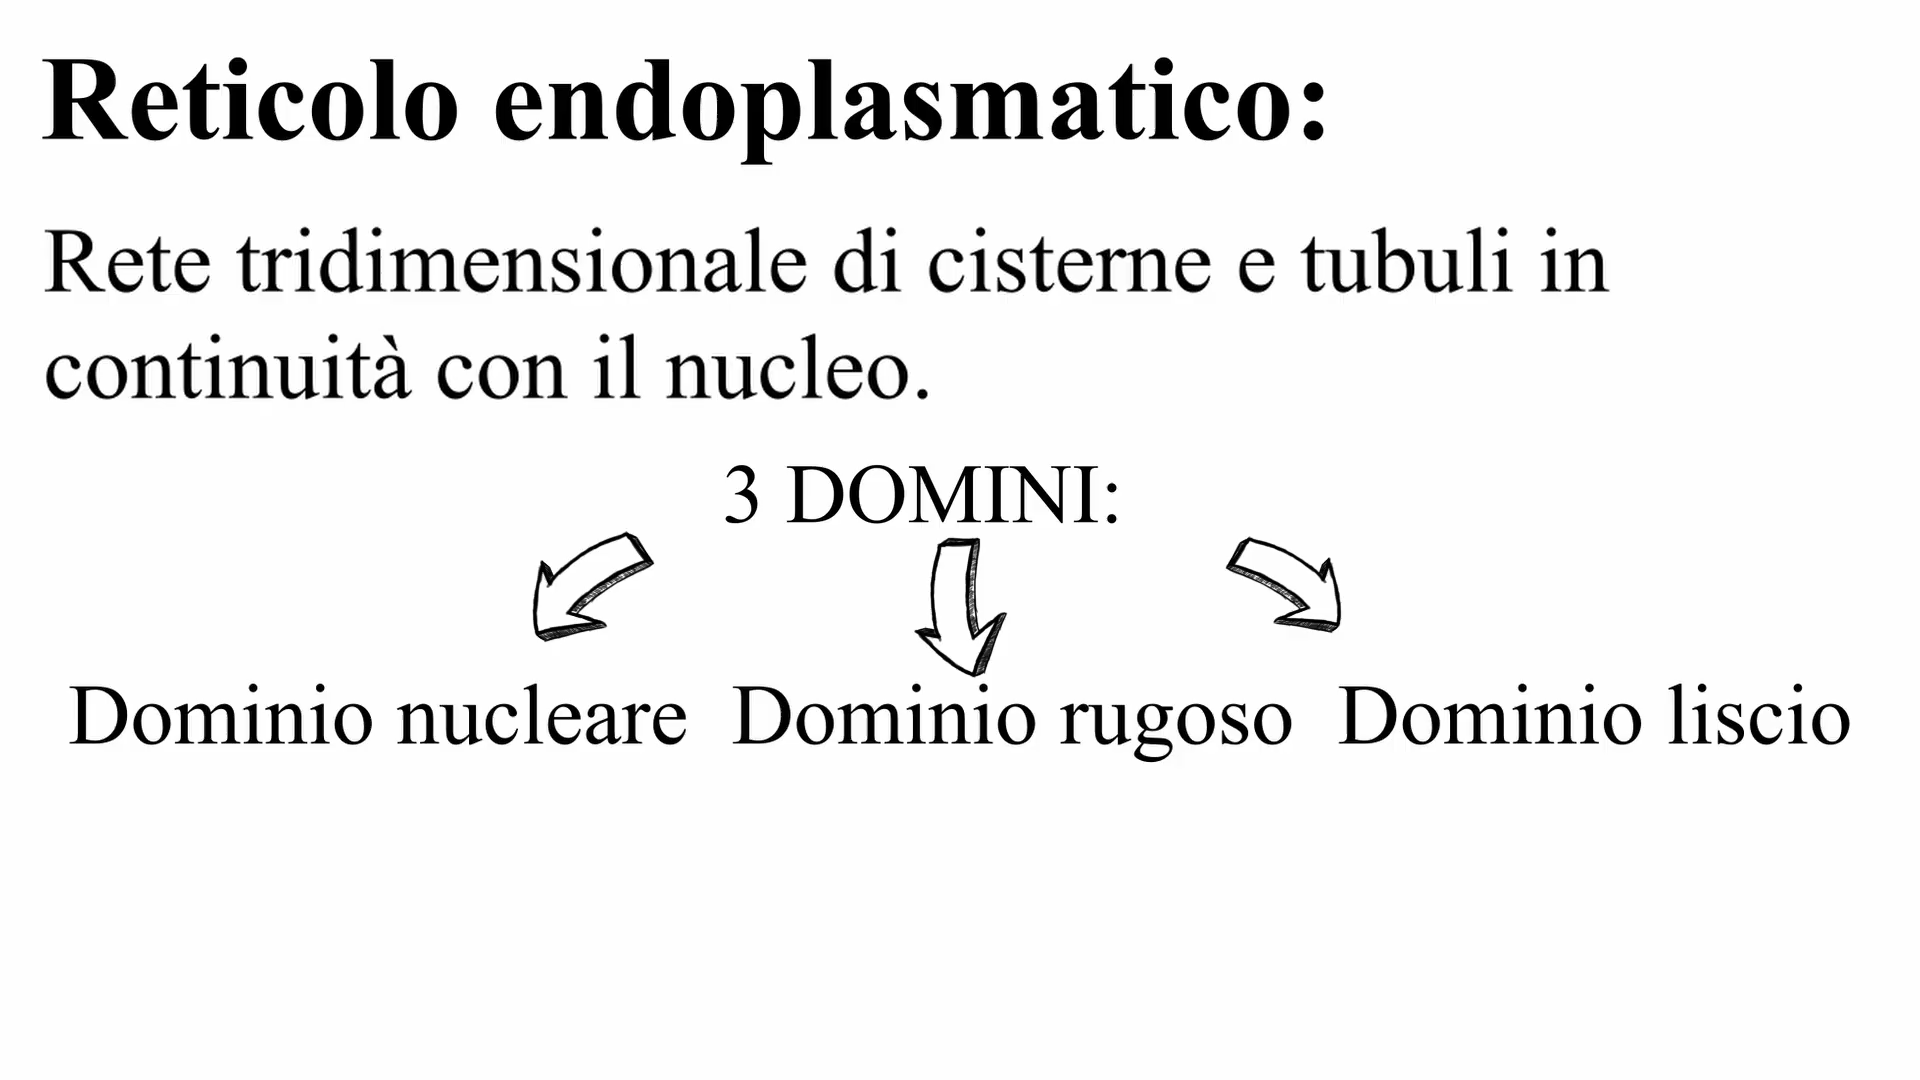 Reticolo endoplasmatico:
Rete tridimensionale di cisterne e tubuli in
continuità con il nucleo.
3 DOMINI:
Dominio nucleare Dominio rugoso Dominio liscio